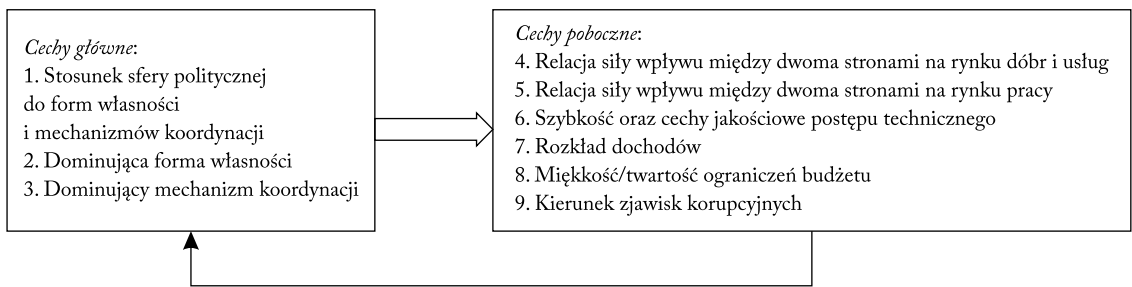 Cechy główne:
1. Stosunek sfery politycznej
do form własności
i mechanizmów koordynacji
2. Dominująca forma własności
3. Dominujący mechanizm koordynacji
Cechy poboczne:
4. Relacja siły wpływu między dwoma stronami na rynku dóbr i usług
5. Relacja siły wpływu między dwoma stronami na rynku pracy
6. Szybkość oraz cechy jakościowe postępu technicznego
7. Rozkład dochodów
8. Miękkość/twartość ograniczeń budżetu
9. Kierunek zjawisk korupcyjnych